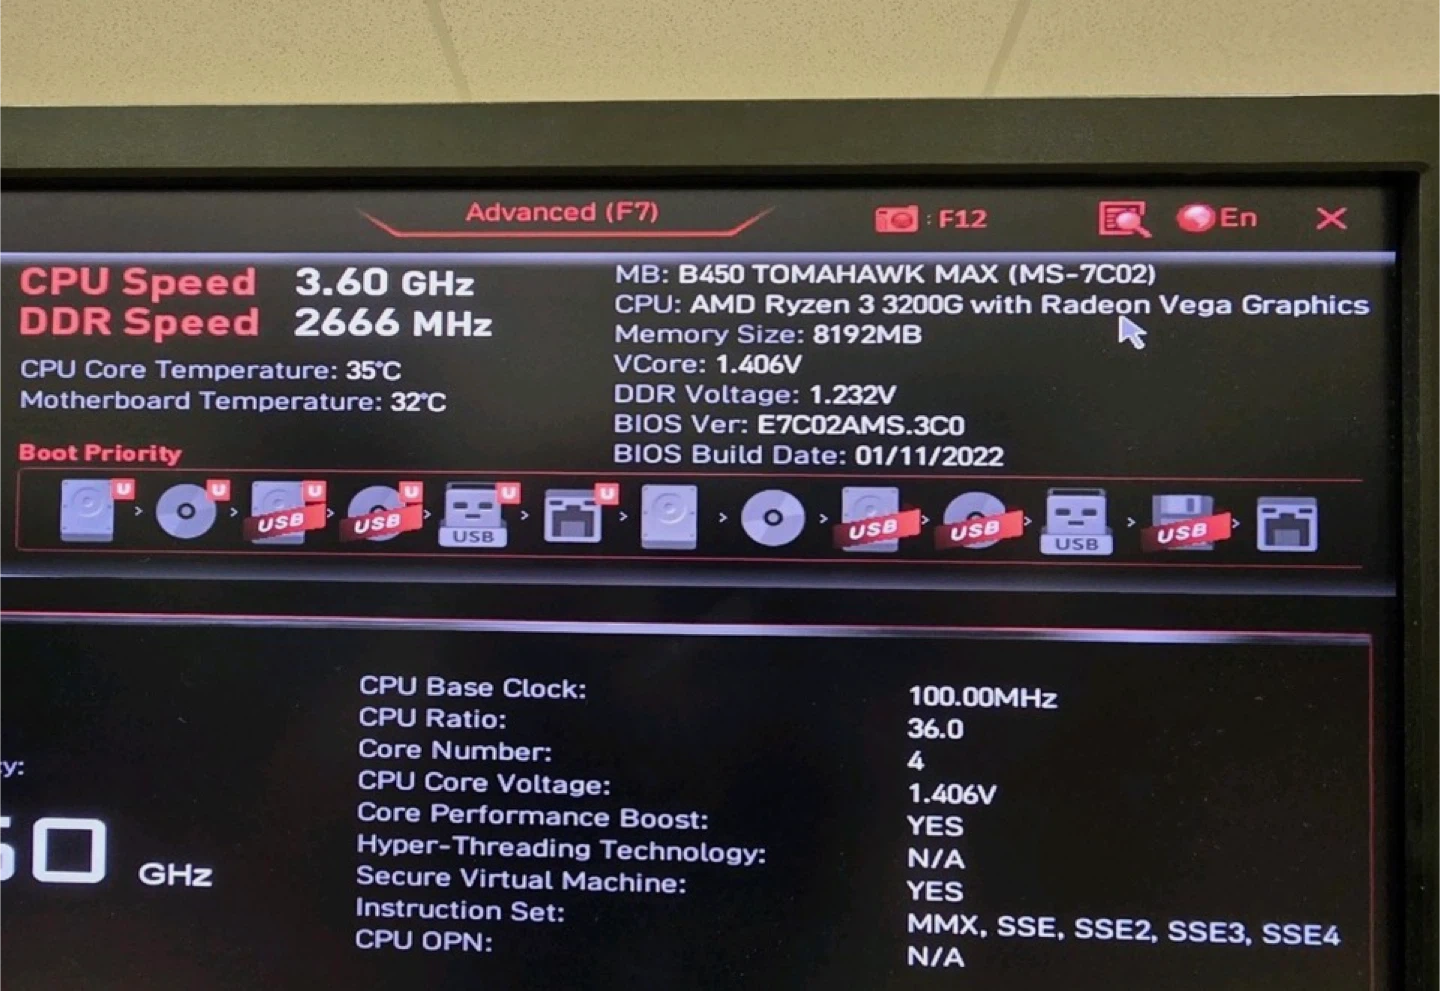 Advanced (F7)
: F12
En
CPU Speed 3.60 GHz
DDR Speed 2666 MHz
CPU Core Temperature: 35°C
Motherboard Temperature: 32°C
MB: B450 TOMAHAWK MAX (MS-7C02)
CPU: AMD Ryzen 3 3200G with Radeon Vega Graphics
Memory Size: 8192MB
VCore: 1.406V
DDR Voltage: 1.232V
BIOS Ver: E7C02AMS.3C0
BIOS Build Date: 01/11/2022
Boot Priority
U U U U U U
USB USB USB USB USB USB USB
CPU Base Clock: 100.00MHz
CPU Ratio: 36.0
Core Number: 4
CPU Core Voltage: 1.406V
Core Performance Boost: YES
Hyper-Threading Technology: N/A
Secure Virtual Machine: YES
Instruction Set: MMX, SSE, SSE2, SSE3, SSE4
CPU OPN: N/A
y:
0 GHz